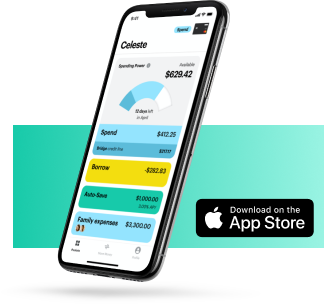 9:41
Spend
Celeste
Spending Power
Available
$629.42
12 days left
in April
Spend
$412.25
Bridge credit line
Borrow
-$282.83
Auto-Save
$1,000.00
Family expenses
$3,300.00
Download on the
App Store